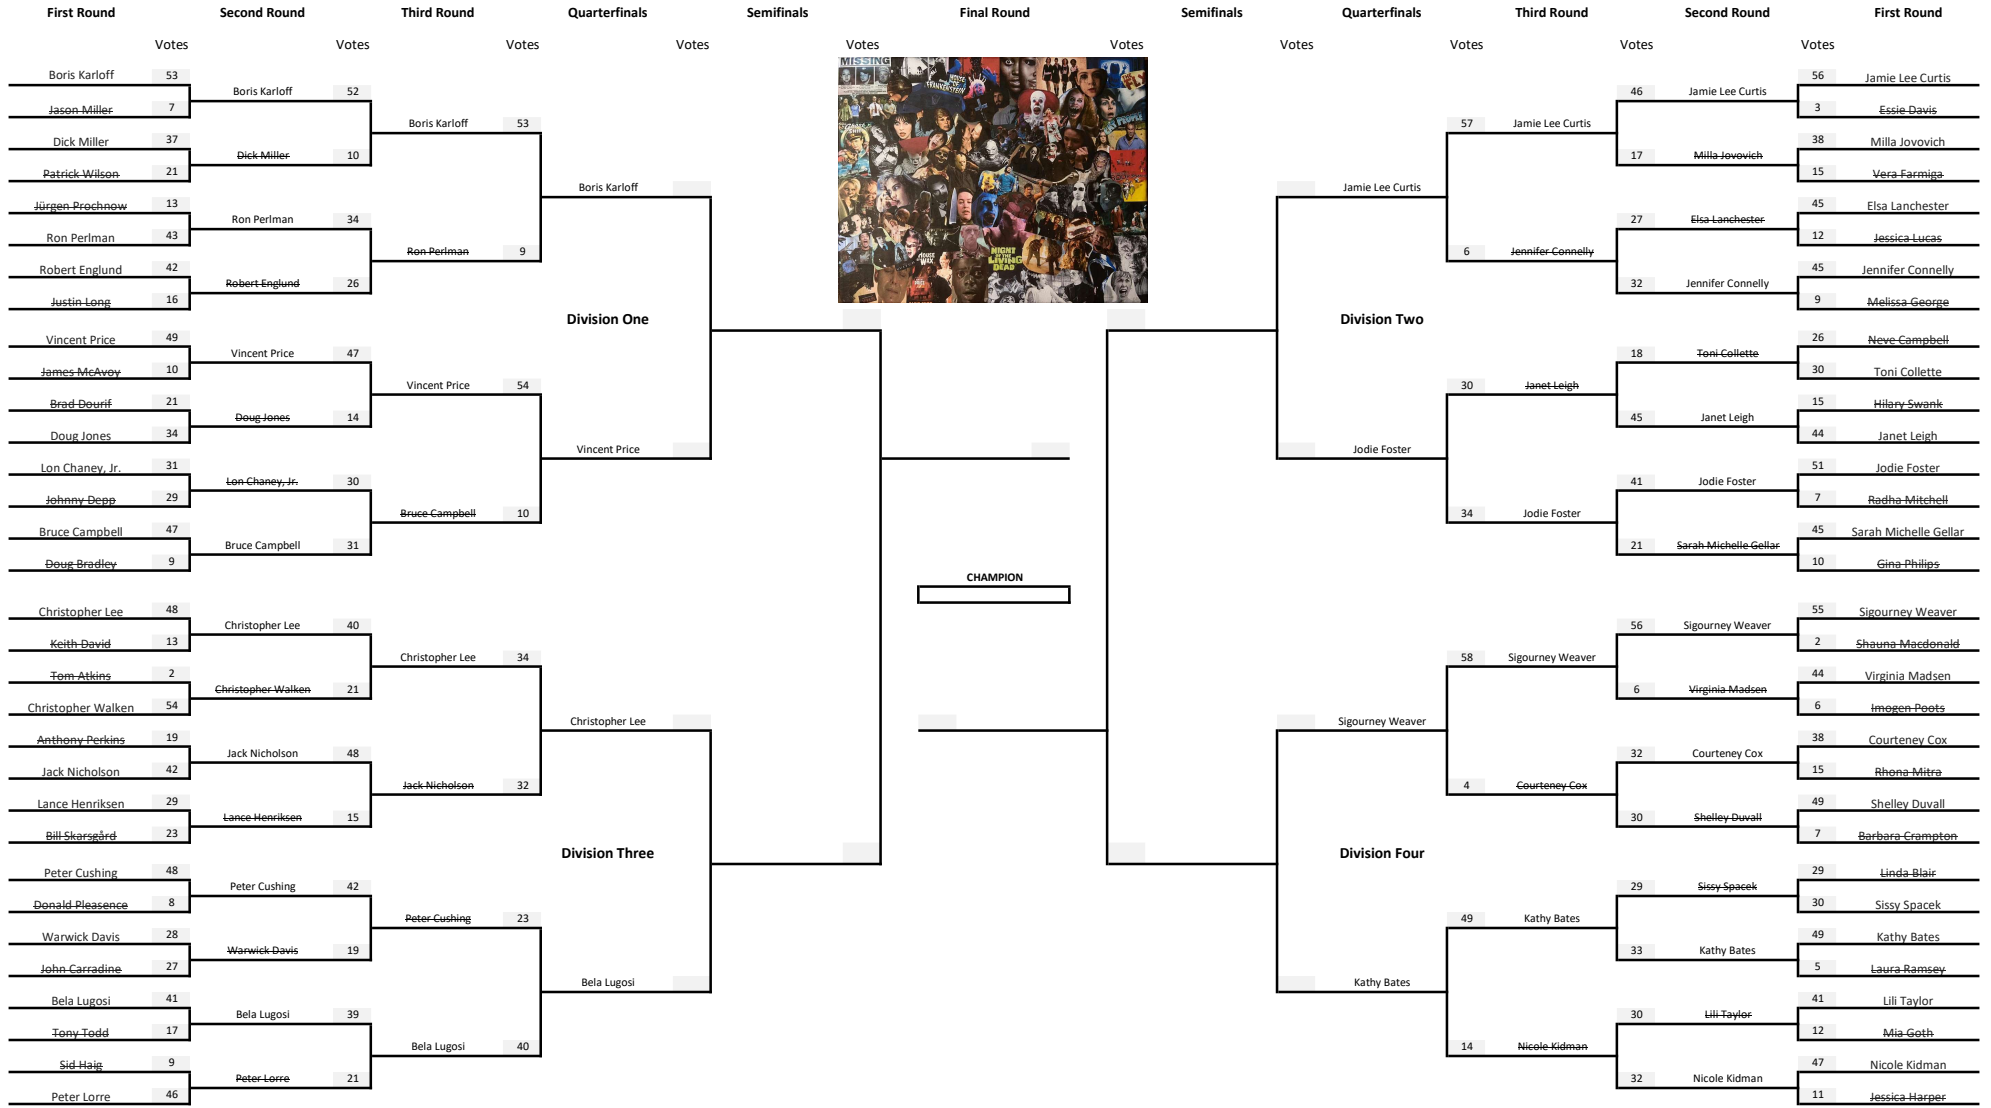 First Round Second Round Third Round Quarterfinals Semifinals Final Round Semifinals Quarterfinals Third Round Second Round First Round
Votes Votes Votes Votes Votes Votes Votes Votes Votes Votes
MISSING
HOUSE OF FRANKENSTEIN
CAT PEOPLE
HOUSE OF WAX
NIGHT OF THE LIVING DEAD
Boris Karloff 53
Jason Miller 7
Dick Miller 37
Patrick Wilson 21
Jürgen Prochnow 13
Ron Perlman 43
Robert Englund 42
Justin Long 16
Vincent Price 49
James McAvoy 10
Brad Dourif 21
Doug Jones 34
Lon Chaney, Jr. 31
Johnny Depp 29
Bruce Campbell 47
Doug Bradley 9
Christopher Lee 48
Keith David 13
Tom Atkins 2
Christopher Walken 54
Anthony Perkins 19
Jack Nicholson 42
Lance Henriksen 29
Bill Skarsgård 23
Peter Cushing 48
Donald Pleasence 8
Warwick Davis 28
John Carradine 27
Bela Lugosi 41
Tony Todd 17
Sid Haig 9
Peter Lorre 46
Boris Karloff 52
Dick Miller 10
Ron Perlman 34
Robert Englund 26
Vincent Price 47
Doug Jones 14
Lon Chaney, Jr. 30
Bruce Campbell 31
Christopher Lee 40
Christopher Walken 21
Jack Nicholson 48
Lance Henriksen 15
Peter Cushing 42
Warwick Davis 19
Bela Lugosi 39
Peter Lorre 21
Boris Karloff 53
Ron Perlman 9
Vincent Price 54
Bruce Campbell 10
Christopher Lee 34
Jack Nicholson 32
Peter Cushing 23
Bela Lugosi 40
Boris Karloff
Division One
Vincent Price
Christopher Lee
Division Three
Bela Lugosi
CHAMPION
Jamie Lee Curtis
Division Two
Jodie Foster
Sigourney Weaver
Division Four
Kathy Bates
57 Jamie Lee Curtis
6 Jennifer Connelly
30 Janet Leigh
34 Jodie Foster
58 Sigourney Weaver
4 Courteney Cox
49 Kathy Bates
14 Nicole Kidman
46 Jamie Lee Curtis
17 Milla Jovovich
27 Elsa Lanchester
32 Jennifer Connelly
18 Toni Collette
45 Janet Leigh
41 Jodie Foster
21 Sarah Michelle Gellar
56 Sigourney Weaver
6 Virginia Madsen
32 Courteney Cox
30 Shelley Duvall
29 Sissy Spacek
33 Kathy Bates
30 Lili Taylor
32 Nicole Kidman
56 Jamie Lee Curtis
3 Essie Davis
38 Milla Jovovich
15 Vera Farmiga
45 Elsa Lanchester
12 Jessica Lucas
45 Jennifer Connelly
9 Melissa George
26 Neve Campbell
30 Toni Collette
15 Hilary Swank
44 Janet Leigh
51 Jodie Foster
7 Radha Mitchell
45 Sarah Michelle Gellar
10 Gina Philips
55 Sigourney Weaver
2 Shauna Macdonald
44 Virginia Madsen
6 Imogen Poots
38 Courteney Cox
15 Rhona Mitra
49 Shelley Duvall
7 Barbara Crampton
29 Linda Blair
30 Sissy Spacek
49 Kathy Bates
5 Laura Ramsey
41 Lili Taylor
12 Mia Goth
47 Nicole Kidman
11 Jessica Harper